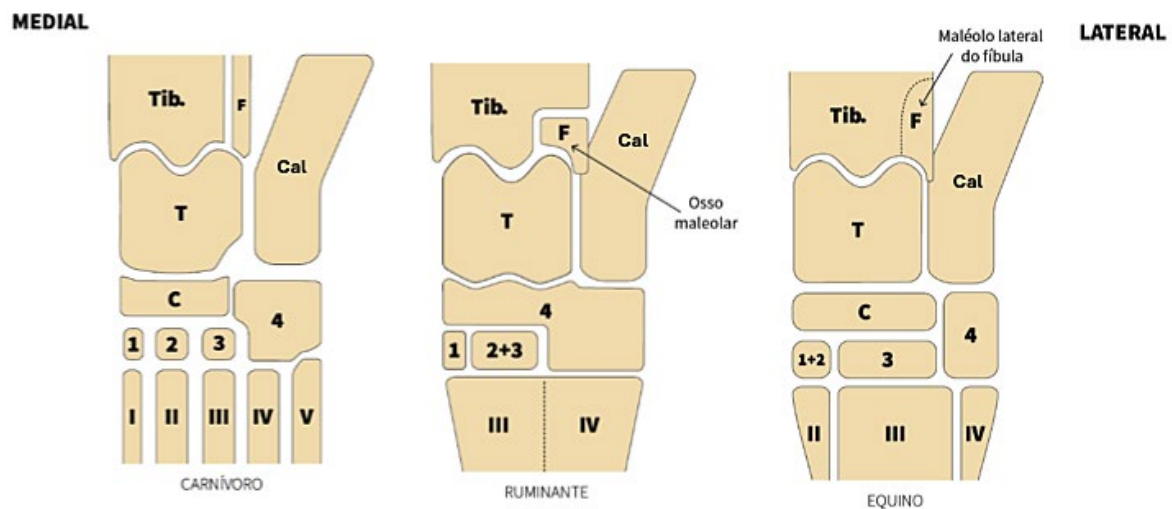 MEDIAL
LATERAL
Tib.
F
Cal
T
C
4
1
2
3
I
II
III
IV
V
CARNÍVORO
Tib.
F
Cal
Osso
maleolar
T
4
1
2+3
III
IV
RUMINANTE
Maléolo lateral
do fíbula
Tib.
F
Cal
T
C
4
1+2
3
II
III
IV
EQUINO